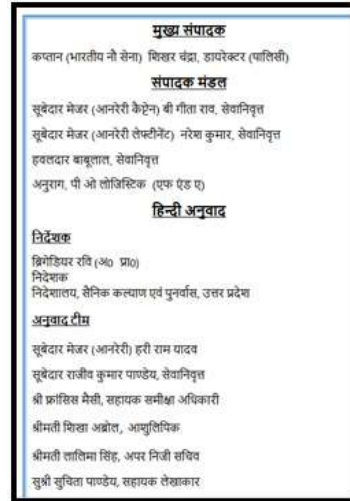 मुख्य संपादक
कप्तान (भारतीय नौ सेना) शिखर चंद्रा, डायरेक्टर (पालिसी)
संपादक मंडल
सूबेदार मेजर (आनरेरी कैप्टेन) बी गीता राव, सेवानिवृत्त
सूबेदार मेजर (आनरेरी लेफ्टीनेंट) नरेश कुमार, सेवानिवृत्त
हवलदार बाबूलाल, सेवानिवृत्त
अनुराग, पी ओ लोजिस्टिक (एफ एंड ए)
हिन्दी अनुवाद
निर्देशक
ब्रिगेडियर रवि (अ० प्रा०)
निदेशक
निदेशालय, सैनिक कल्याण एवं पुनर्वास, उत्तर प्रदेश
अनुवाद टीम
सूबेदार मेजर (आनरेरी) हरी राम यादव
सूबेदार राजीव कुमार पाण्डेय, सेवानिवृत्त
श्री फ्रांसिस मैसी, सहायक समीक्षा अधिकारी
श्रीमती शिखा अब्रोल, आशुलिपिक
श्रीमती लालिमा सिंह, अपर निजी सचिव
सुश्री सुचिता पाण्डेय, सहायक लेखाकार